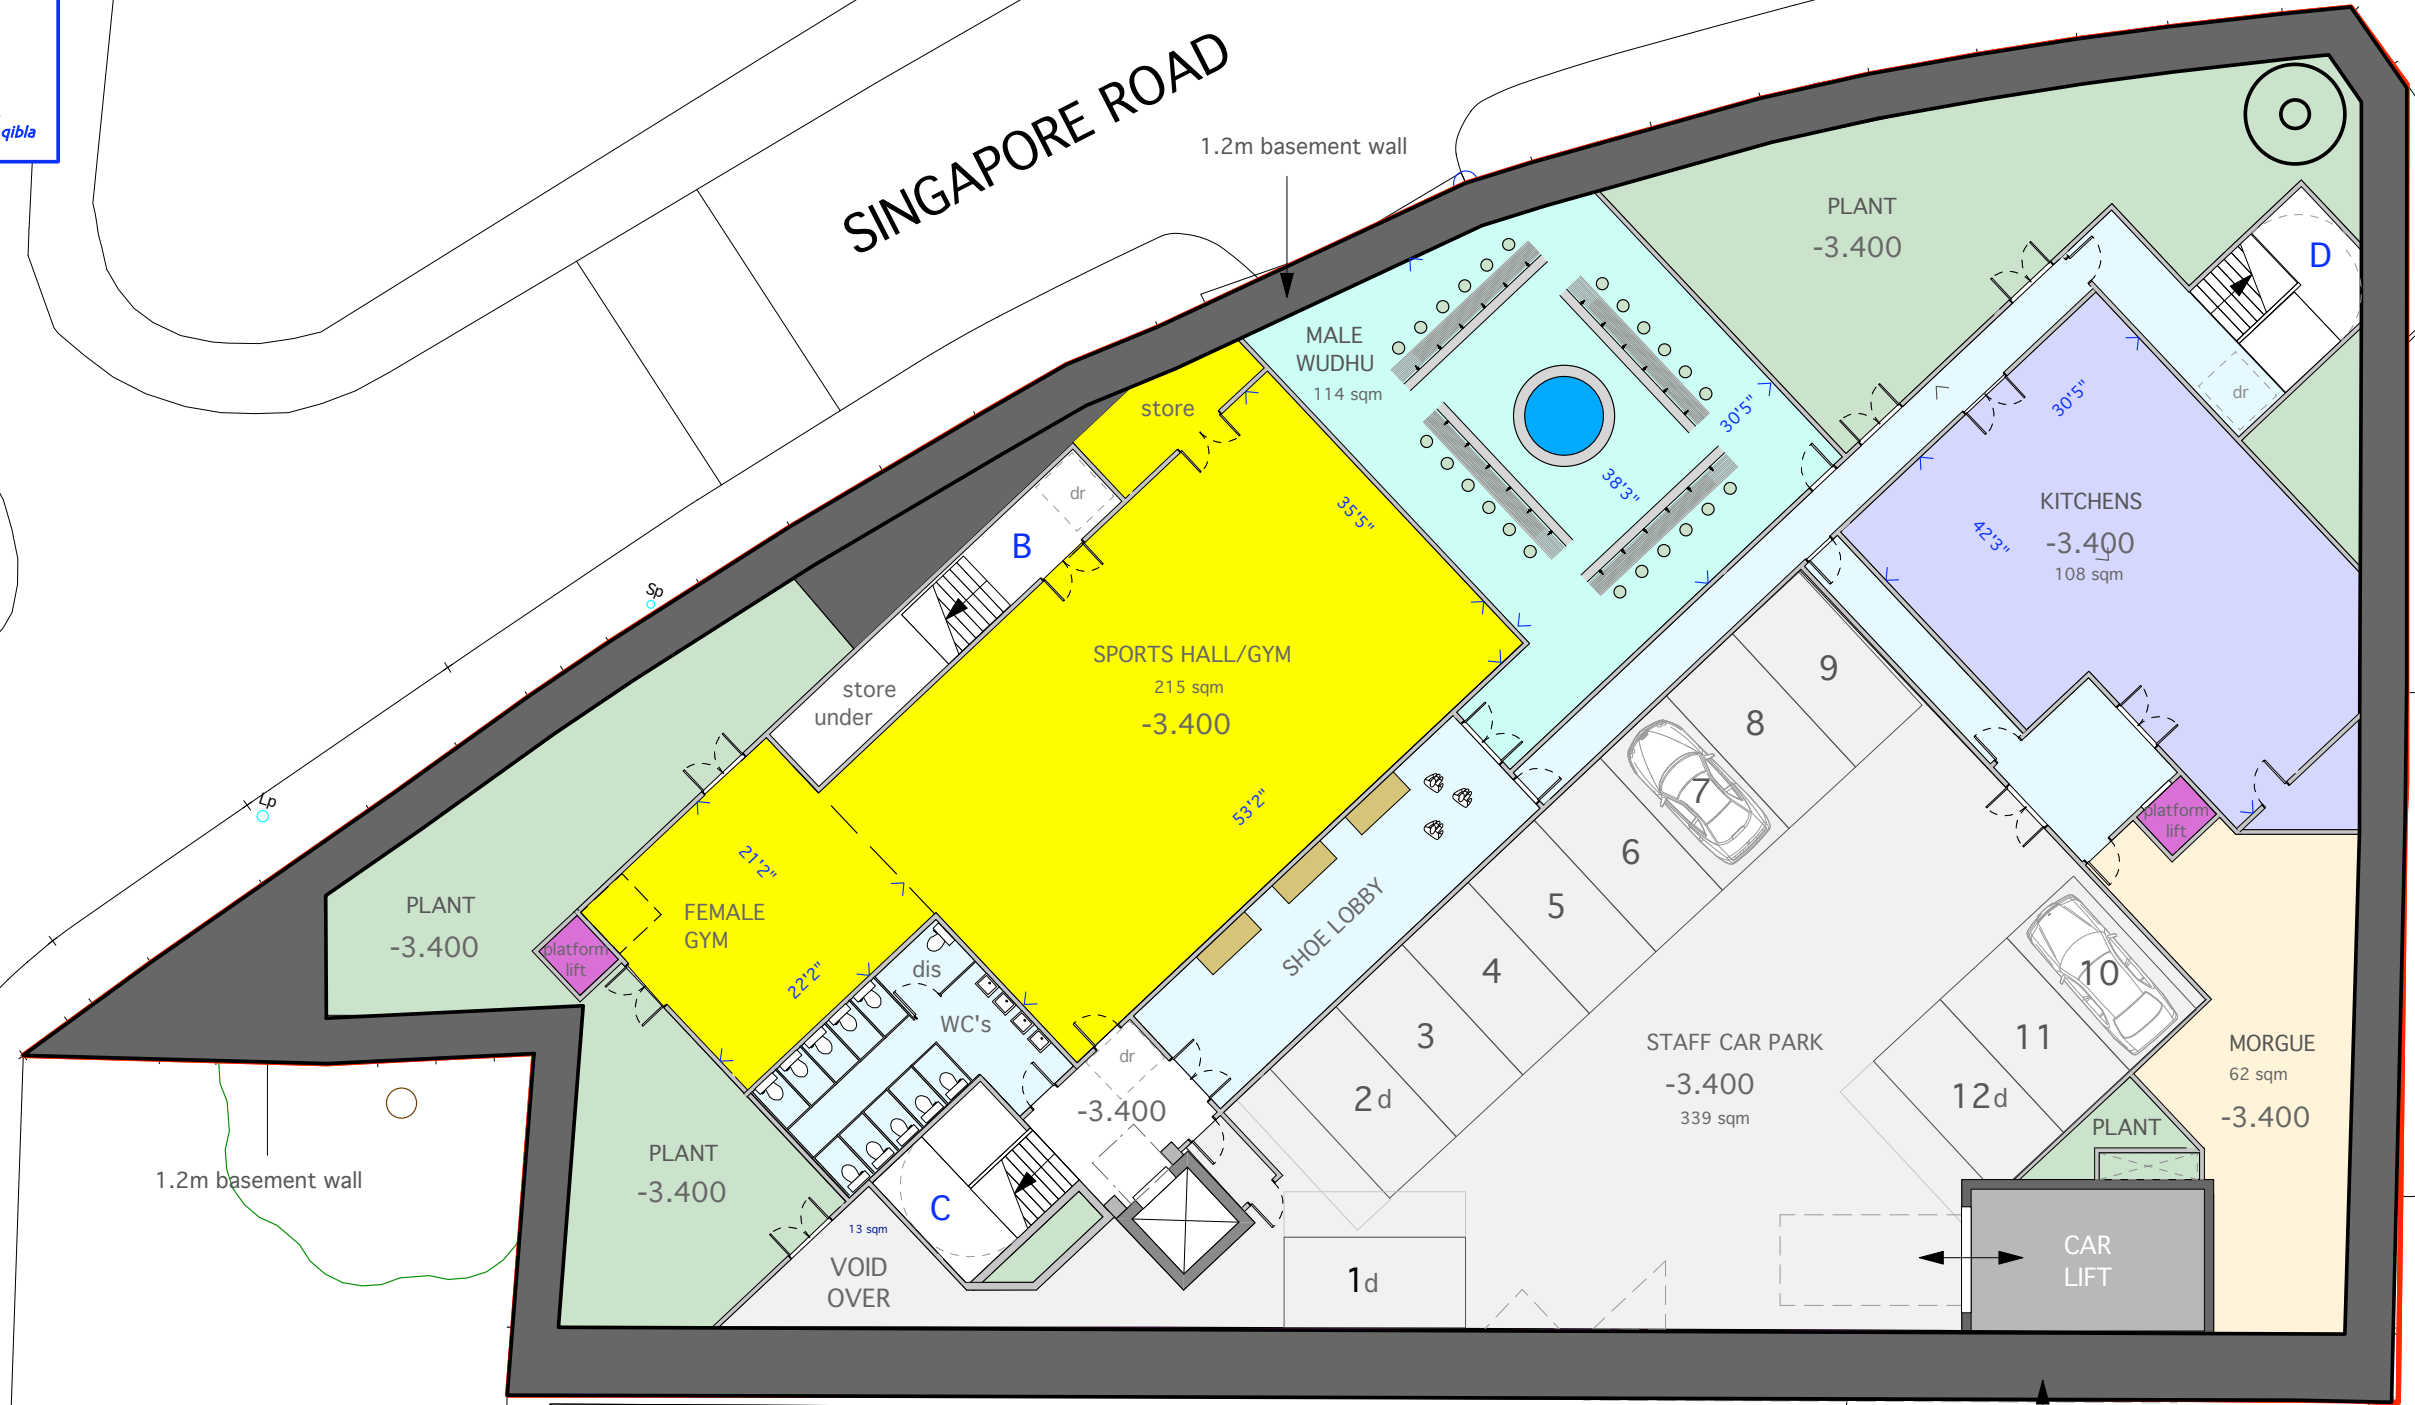 qibla
SINGAPORE ROAD
1.2m basement wall
PLANT
-3.400
D
MALE
WUDHU
114 sqm
store
30'5"
30'5"
dr
dr
B
35'5"
38'3"
KITCHENS
42'3"
-3.400
108 sqm
Sp
SPORTS HALL/GYM
215 sqm
-3.400
store
under
9
8
7
Lp
53'2"
6
platform
lift
21'2"
FEMALE
GYM
PLANT
-3.400
platform
lift
22'2"
dis
WC's
SHOE LOBBY
5
4
3
2d
10
11
12d
STAFF CAR PARK
-3.400
339 sqm
MORGUE
62 sqm
-3.400
dr
-3.400
PLANT
PLANT
-3.400
1.2m basement wall
C
13 sqm
VOID
OVER
1d
CAR
LIFT